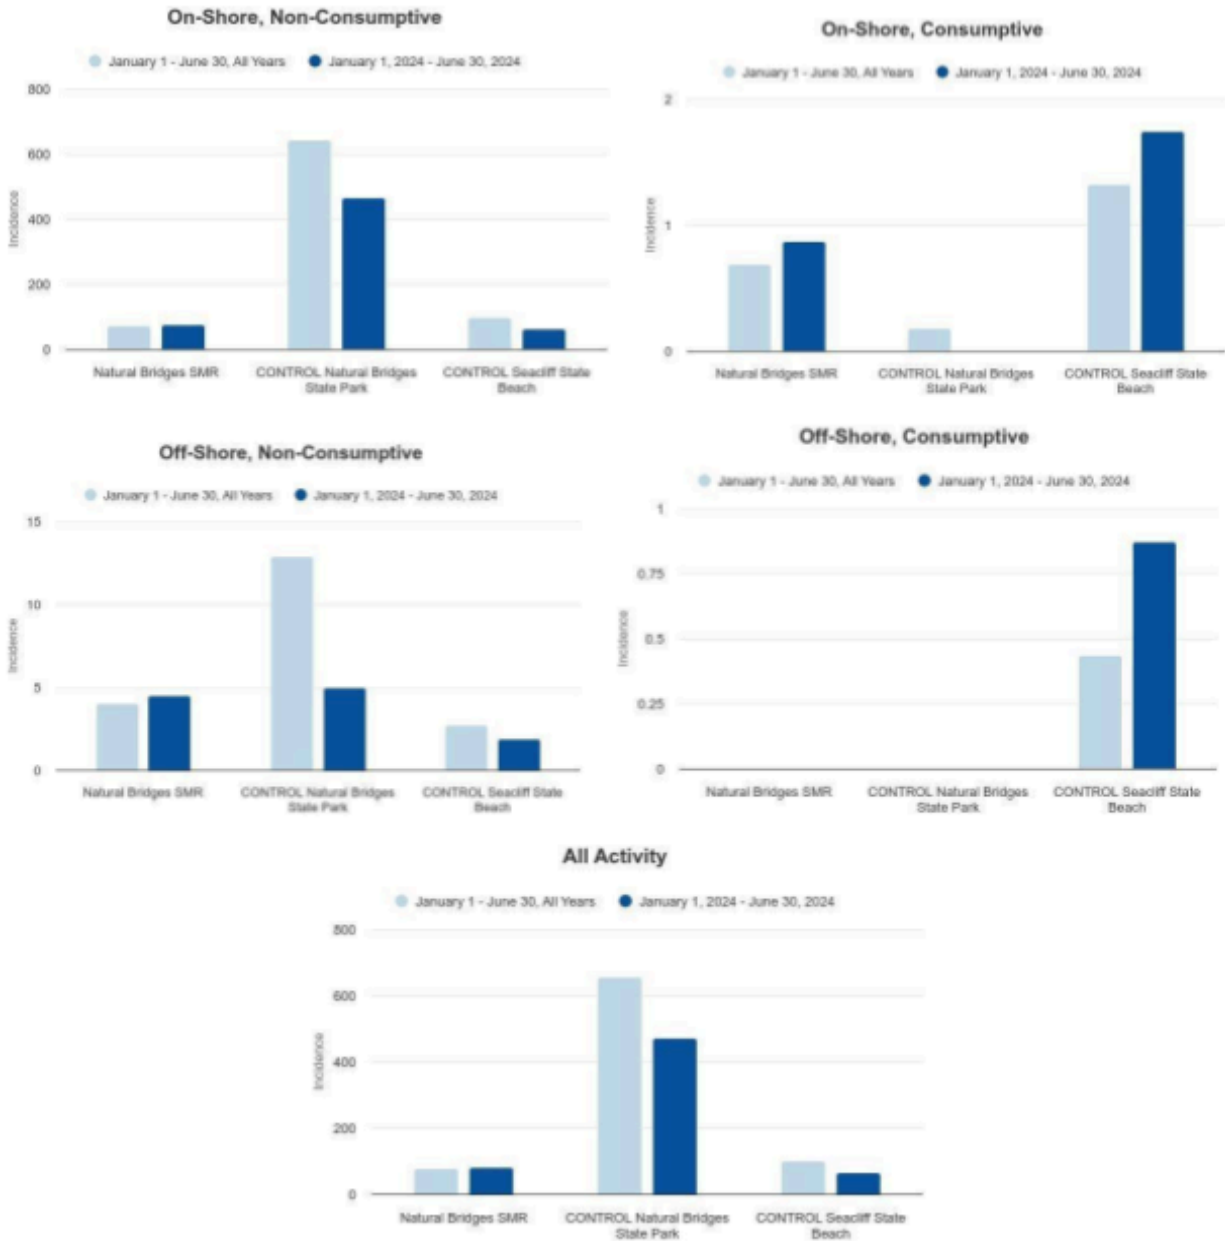 On-Shore, Non-Consumptive
January 1 - June 30, All Years January 1, 2024 - June 30, 2024
800
600
400
200
0
Incidence
Natural Bridges SMR CONTROL Natural Bridges CONTROL Seacliff State
State Park Beach
On-Shore, Consumptive
January 1 - June 30, All Years January 1, 2024 - June 30, 2024
2
1
0
Incidence
Natural Bridges SMR CONTROL Natural Bridges CONTROL Seacliff State
State Park Beach
Off-Shore, Non-Consumptive
January 1 - June 30, All Years January 1, 2024 - June 30, 2024
15
10
5
0
Incidence
Natural Bridges SMR CONTROL Natural Bridges CONTROL Seacliff State
State Park Beach
Off-Shore, Consumptive
January 1 - June 30, All Years January 1, 2024 - June 30, 2024
1
0.75
0.5
0.25
0
Incidence
Natural Bridges SMR CONTROL Natural Bridges CONTROL Seacliff State
State Park Beach
All Activity
January 1 - June 30, All Years January 1, 2024 - June 30, 2024
800
600
400
200
0
Incidence
Natural Bridges SMR CONTROL Natural Bridges CONTROL Seacliff State
State Park Beach